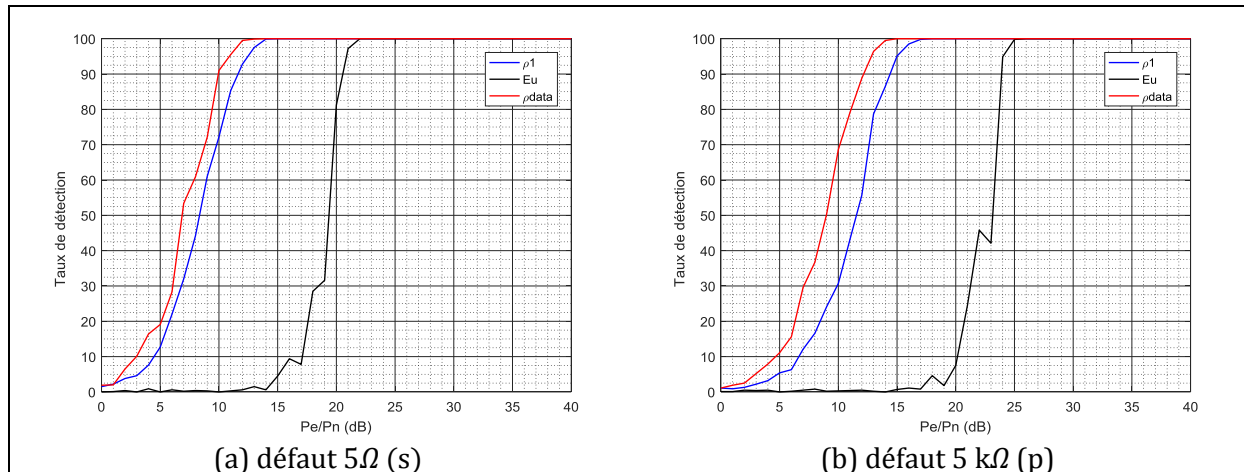 100
90
80
70
60
50
40
30
20
10
0
Taux de détection
0 5 10 15 20 25 30 35 40
Pe/Pn (dB)
ρ1
Eu
ρdata
(a) défaut 5Ω (s)
100
90
80
70
60
50
40
30
20
10
0
Taux de détection
0 5 10 15 20 25 30 35 40
Pe/Pn (dB)
ρ1
Eu
ρdata
(b) défaut 5 kΩ (p)